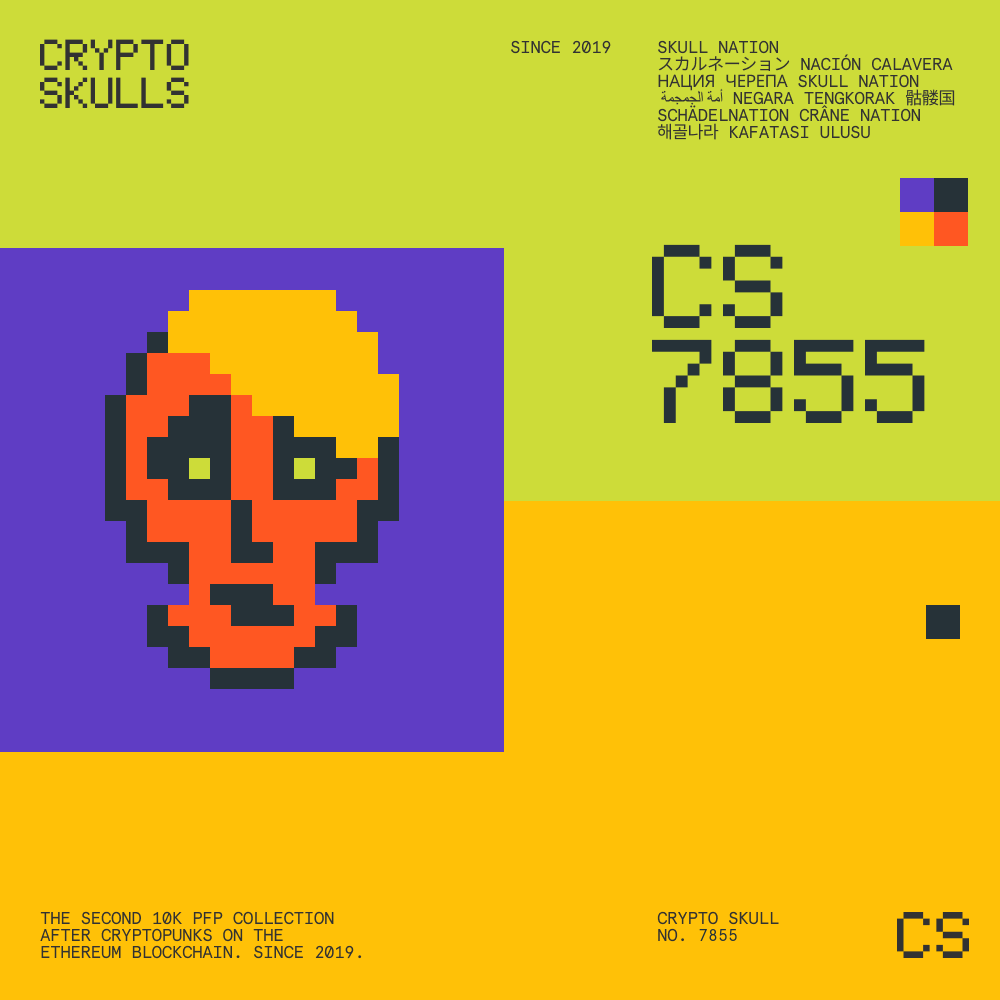 CRYPTO
SKULLS
SINCE 2019
SKULL NATION
スカルネーション NACIÓN CALAVERA
НАЦИЯ ЧЕРЕПА SKULL NATION
أمة الجمجمة NEGARA TENGKORAK 骷髅国
SCHÄDELNATION CRÂNE NATION
해골나라 KAFATASI ULUSU
CS
7855
THE SECOND 10K PFP COLLECTION
AFTER CRYPTOPUNKS ON THE
ETHEREUM BLOCKCHAIN. SINCE 2019.
CRYPTO SKULL
NO. 7855
CS